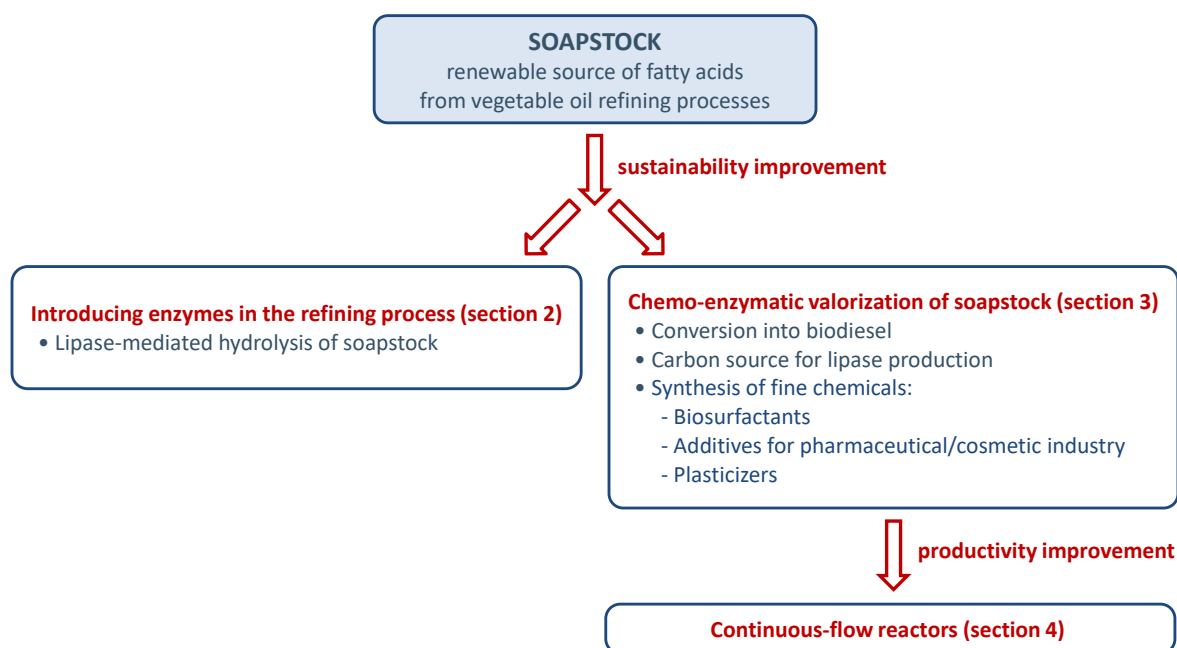 SOAPSTOCK
renewable source of fatty acids
from vegetable oil refining processes
sustainability improvement
Introducing enzymes in the refining process (section 2)
• Lipase-mediated hydrolysis of soapstock
Chemo-enzymatic valorization of soapstock (section 3)
• Conversion into biodiesel
• Carbon source for lipase production
• Synthesis of fine chemicals:
- Biosurfactants
- Additives for pharmaceutical/cosmetic industry
- Plasticizers
productivity improvement
Continuous-flow reactors (section 4)